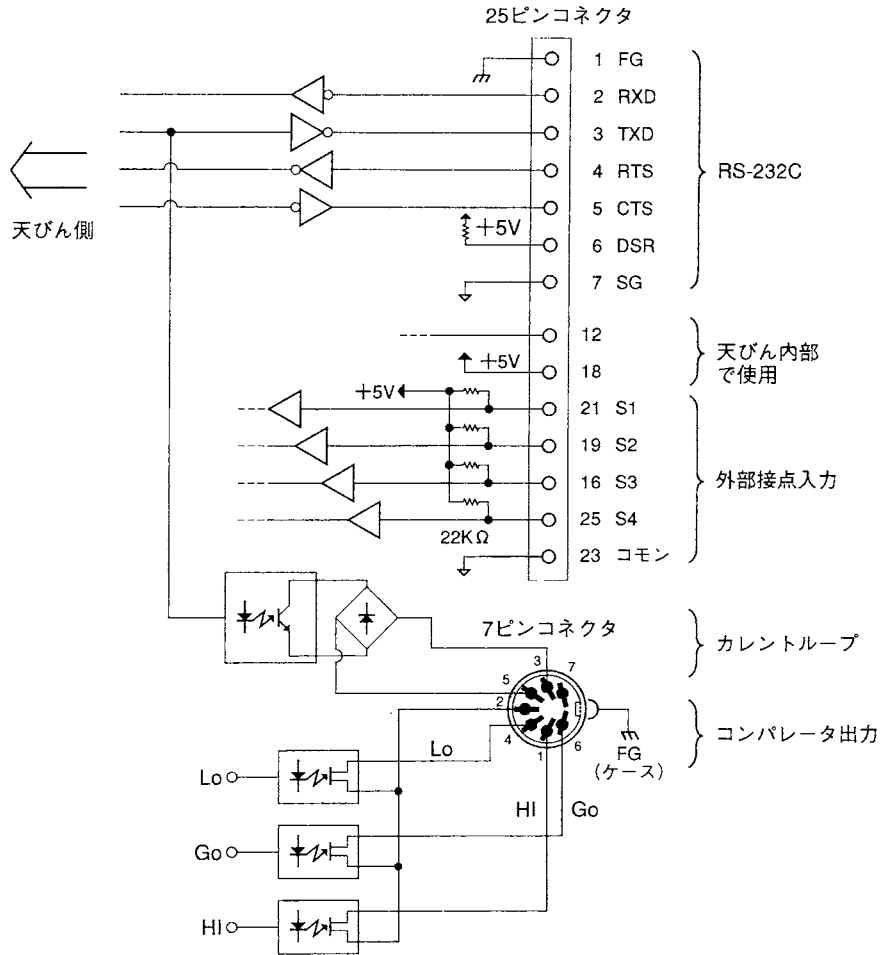 25ピンコネクタ
1 FG
2 RXD
3 TXD
4 RTS
5 CTS
+5V
6 DSR
7 SG
RS-232C
天びん側
12
+5V
18
天びん内部
で使用
+5V
21 S1
19 S2
16 S3
25 S4
22KΩ
23 コモン
外部接点入力
7ピンコネクタ
カレントループ
3
7
5
2
4
1
6
FG
(ケース)
コンパレータ出力
Lo
Lo
HI
Go
Go
HI